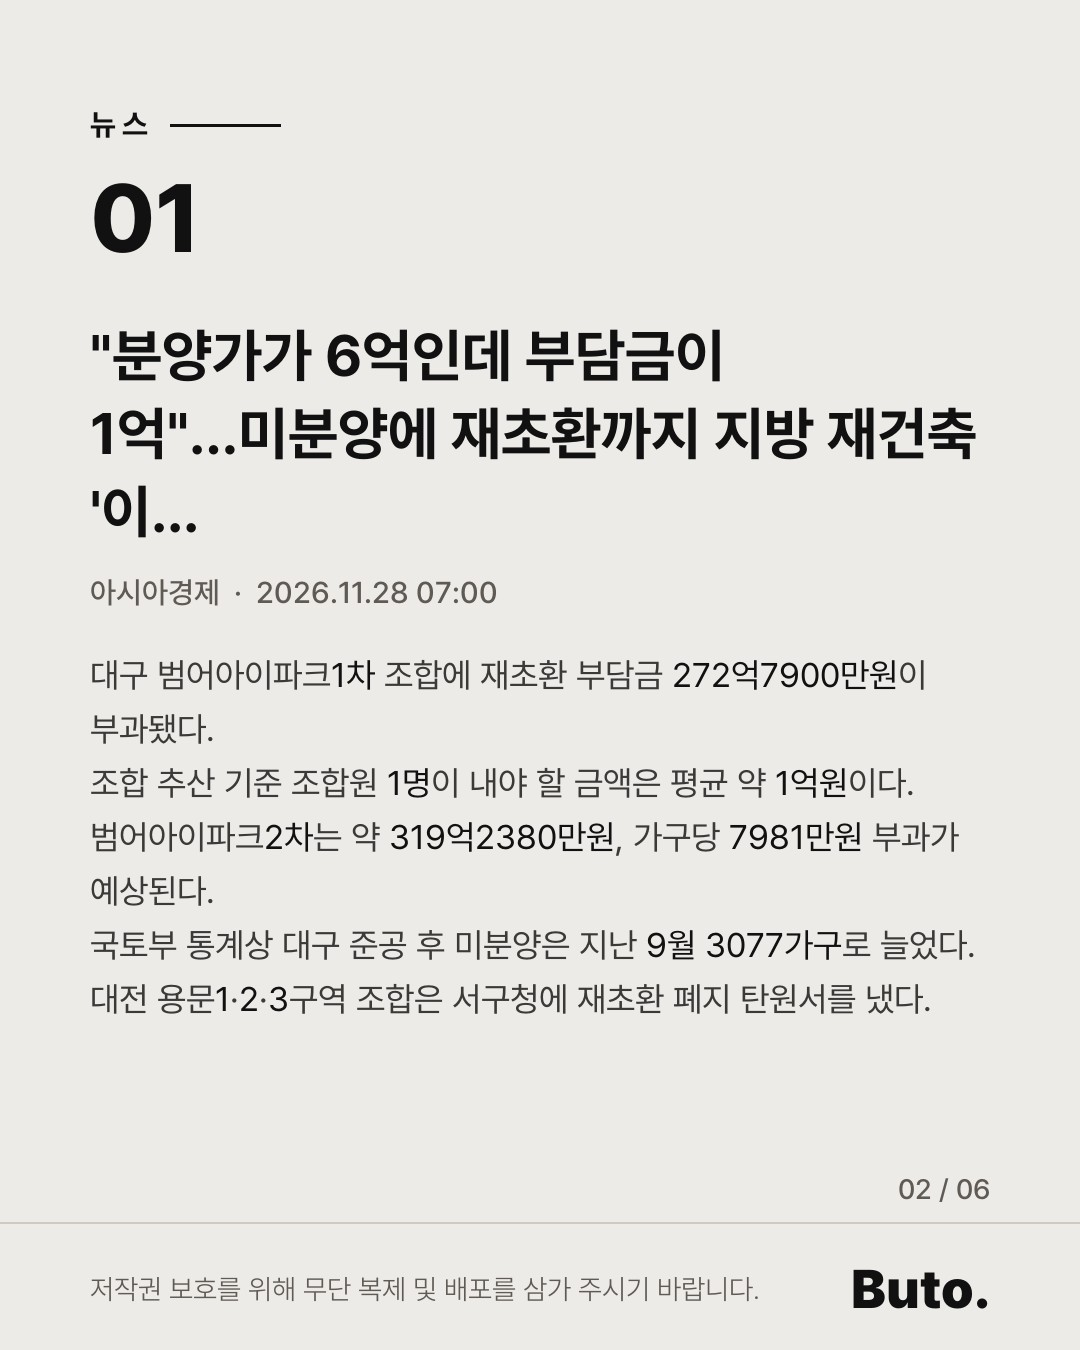 뉴스
01
"분양가가 6억인데 부담금이
1억"...미분양에 재초환까지 지방 재건축
'이...
아시아경제 · 2026.11.28 07:00
대구 범어아이파크1차 조합에 재초환 부담금 272억7900만원이
부과됐다.
조합 추산 기준 조합원 1명이 내야 할 금액은 평균 약 1억원이다.
범어아이파크2차는 약 319억2380만원, 가구당 7981만원 부과가
예상된다.
국토부 통계상 대구 준공 후 미분양은 지난 9월 3077가구로 늘었다.
대전 용문1·2·3구역 조합은 서구청에 재초환 폐지 탄원서를 냈다.
02 / 06
저작권 보호를 위해 무단 복제 및 배포를 삼가 주시기 바랍니다.
Buto.